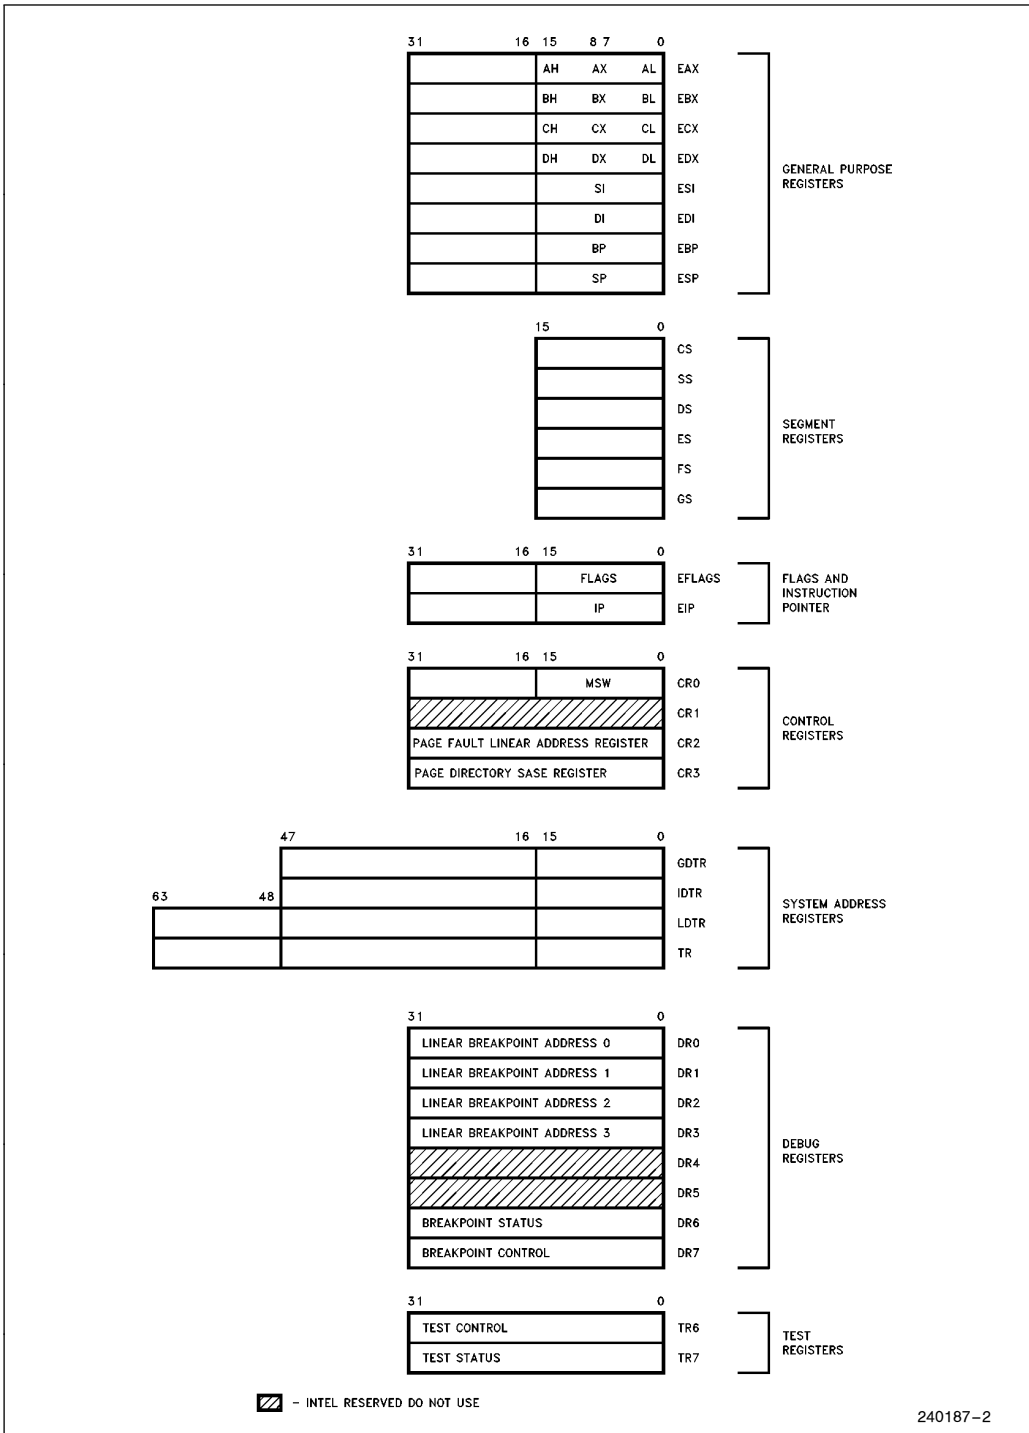 31 16 15 8 7 0
AH AX AL EAX
BH BX BL EBX
CH CX CL ECX
DH DX DL EDX
SI ESI
DI EDI
BP EBP
SP ESP
GENERAL PURPOSE
REGISTERS
15 0
CS
SS
DS
ES
FS
GS
SEGMENT
REGISTERS
31 16 15 0
FLAGS EFLAGS
IP EIP
FLAGS AND
INSTRUCTION
POINTER
31 16 15 0
MSW CR0
CR1
PAGE FAULT LINEAR ADDRESS REGISTER CR2
PAGE DIRECTORY SASE REGISTER CR3
CONTROL
REGISTERS
47 16 15 0
GDTR
63 48 IDTR
LDTR
TR
SYSTEM ADDRESS
REGISTERS
31 0
LINEAR BREAKPOINT ADDRESS 0 DR0
LINEAR BREAKPOINT ADDRESS 1 DR1
LINEAR BREAKPOINT ADDRESS 2 DR2
LINEAR BREAKPOINT ADDRESS 3 DR3
DR4
DR5
BREAKPOINT STATUS DR6
BREAKPOINT CONTROL DR7
DEBUG
REGISTERS
31 0
TEST CONTROL TR6
TEST STATUS TR7
TEST
REGISTERS
- INTEL RESERVED DO NOT USE
240187-2